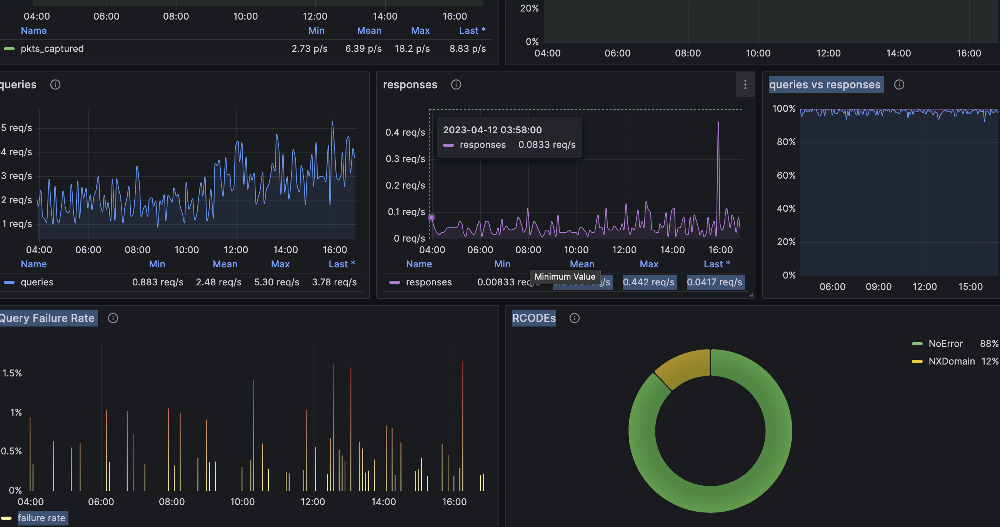 04:00 06:00 08:00 10:00 12:00 14:00 16:00
Name Min Mean Max Last *
pkts_captured 2.73 p/s 6.39 p/s 18.2 p/s 8.83 p/s
20%
0%
04:00 06:00 08:00 10:00 12:00 14:00 16:00
queries
5 req/s
4 req/s
3 req/s
2 req/s
1 req/s
04:00 06:00 08:00 10:00 12:00 14:00 16:00
Name Min Mean Max Last *
queries 0.883 req/s 2.48 req/s 5.30 req/s 3.78 req/s
responses
2023-04-12 03:58:00
responses 0.0833 req/s
0.4 req/s
0.3 req/s
0.2 req/s
0.1 req/s
0 req/s
04:00 06:00 08:00 10:00 12:00 14:00 16:00
Name Min Mean Max Last *
Minimum Value
responses 0.00833 req/s 0.442 req/s 0.0417 req/s
queries vs responses
100%
80%
60%
40%
20%
0%
06:00 09:00 12:00 15:00
Query Failure Rate
1.5%
1%
0.5%
0%
04:00 06:00 08:00 10:00 12:00 14:00 16:00
failure rate
RCODEs
NoError 88%
NXDomain 12%